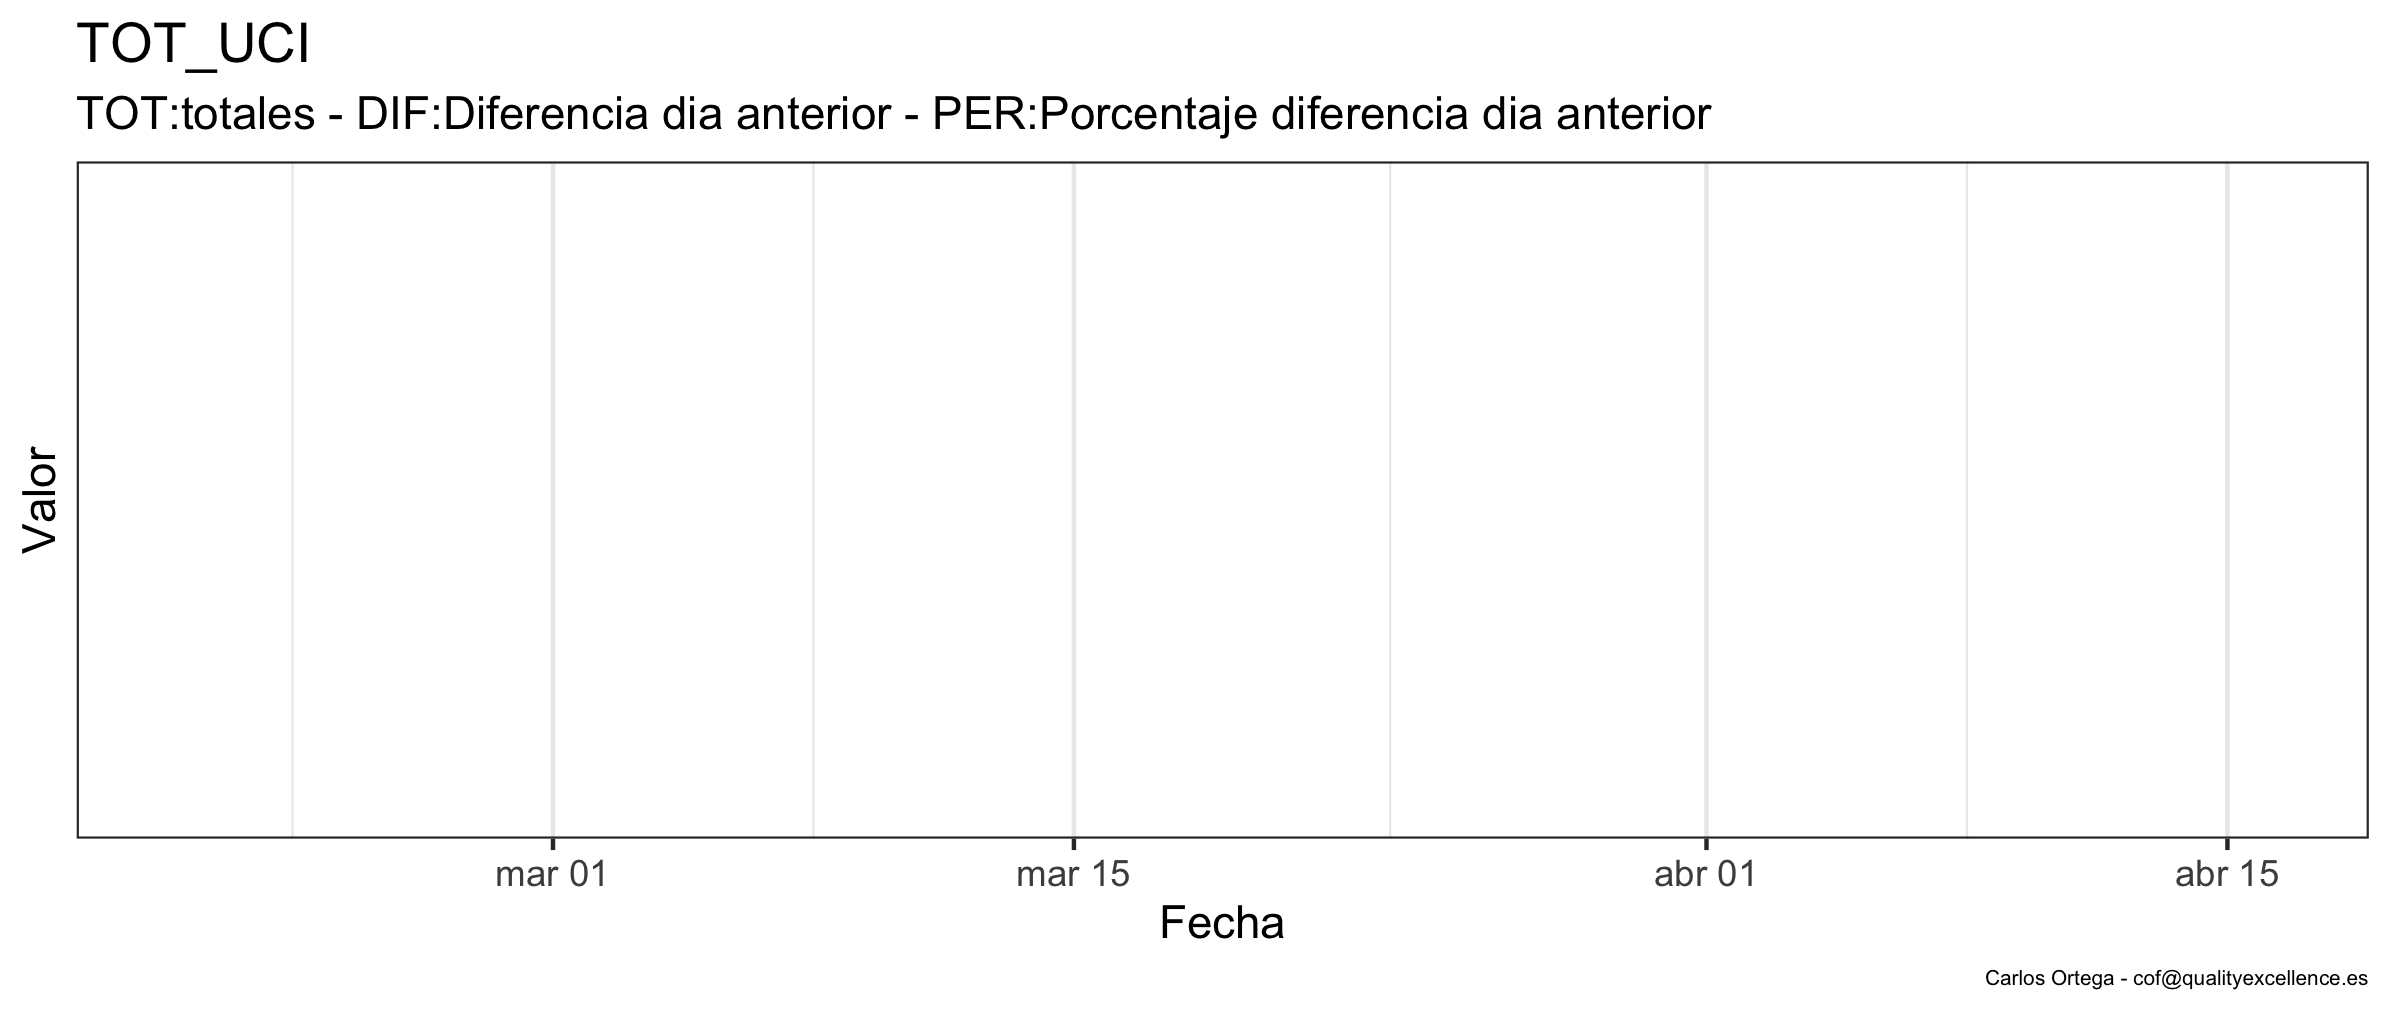 TOT_UCI
TOT:totales - DIF:Diferencia dia anterior - PER:Porcentaje diferencia dia anterior
Valor
mar 01
mar 15
abr 01
abr 15
Fecha
Carlos Ortega - cof@qualityexcellence.es